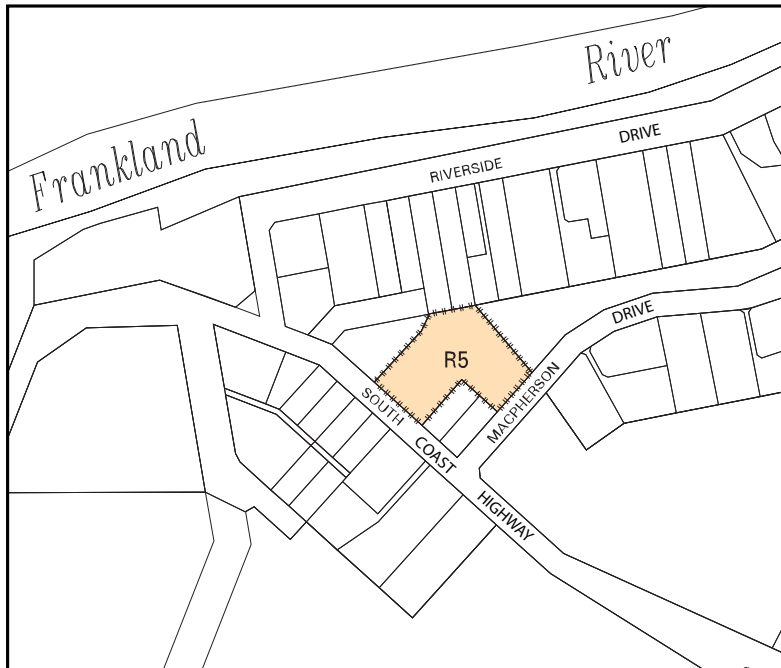 Frankland River
RIVERSIDE DRIVE
R5
DRIVE
MACPHERSON
SOUTH COAST HIGHWAY